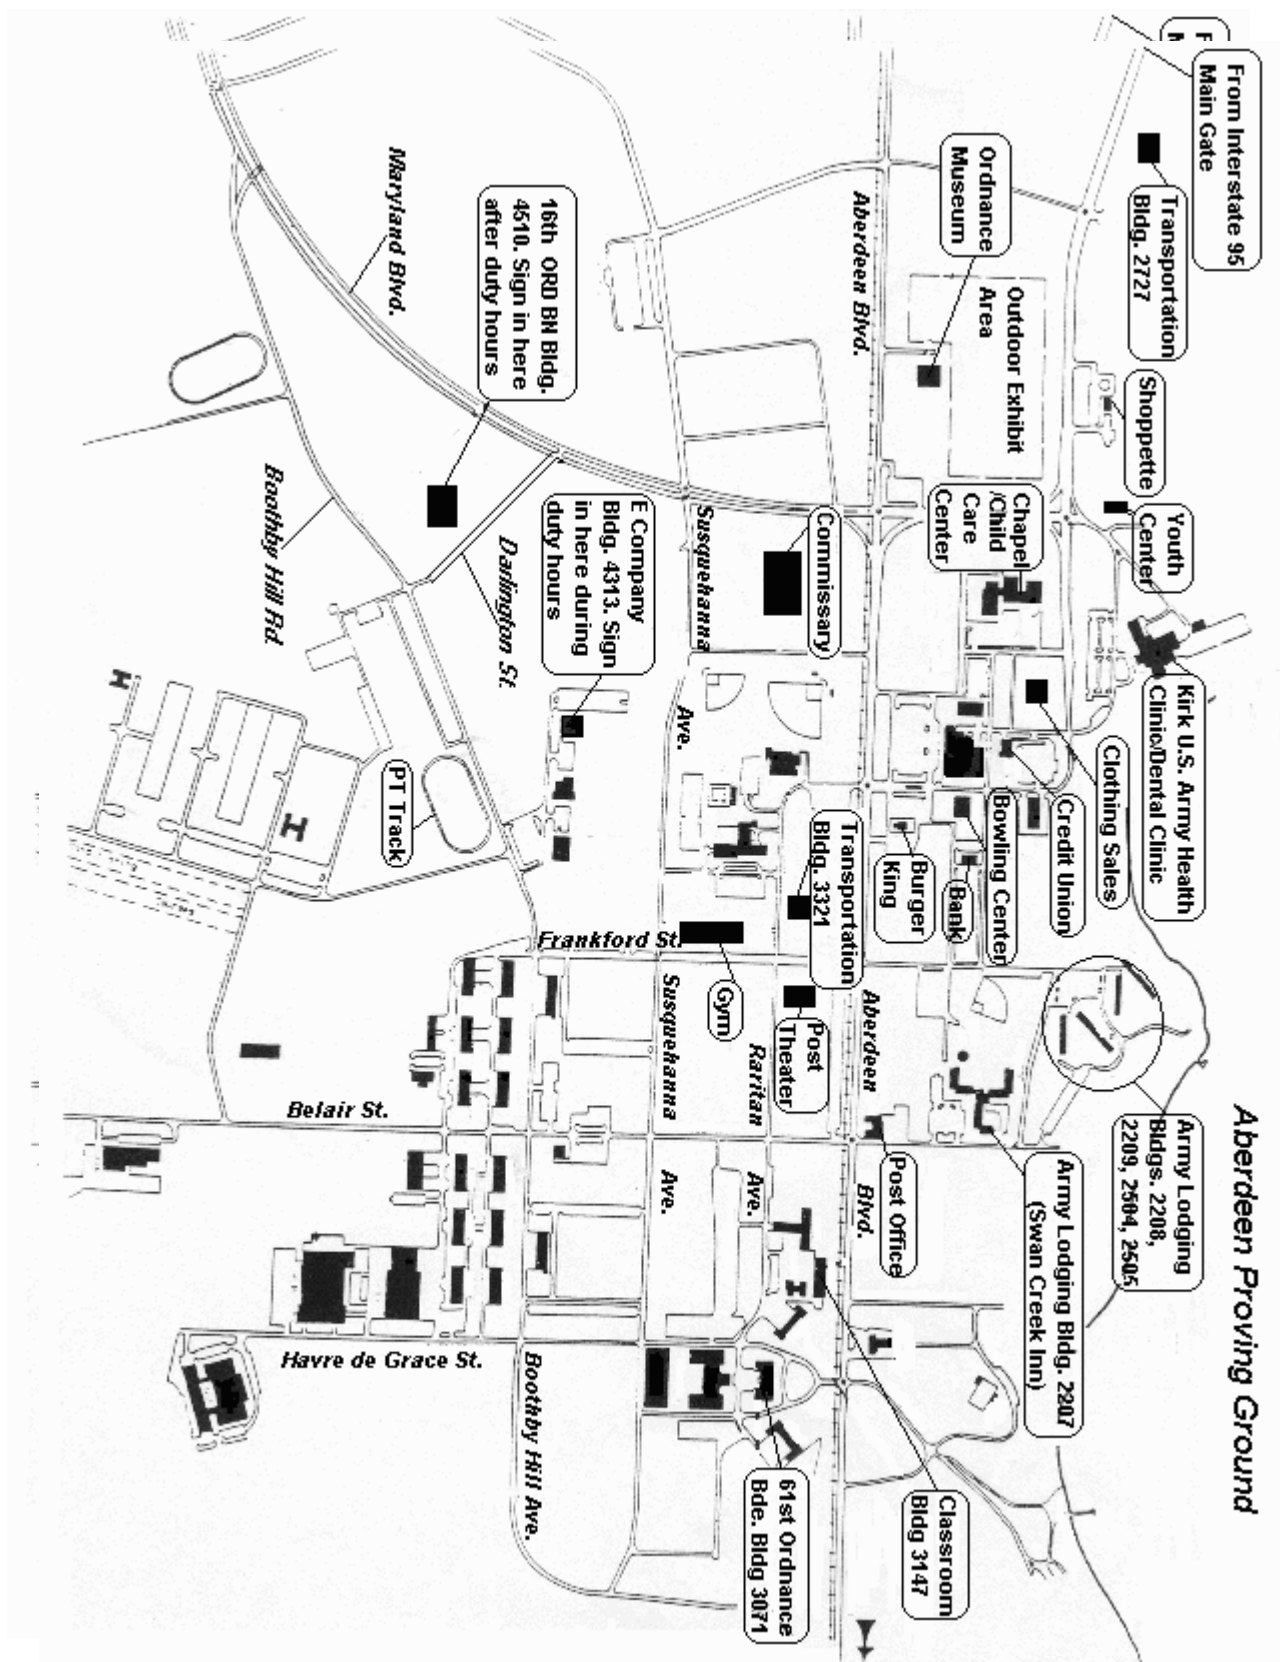 Aberdeen Proving Ground
From Interstate 95
Main Gate
Transportation
Bldg. 2727
Shoppette
Youth
Center
Kirk U.S. Army Health
Clinic/Dental Clinic
Clothing Sales
Credit Union
Bowling Center
Bank
Burger
King
Army Lodging
Bldgs. 2208,
2209, 2504, 2505
Army Lodging Bldg. 2207
(Swan Creek Inn)
Ordnance
Museum
Outdoor Exhibit
Area
Chapel
/Child
Care
Center
Aberdeen Blvd.
Commissary
Transportation
Bldg. 3321
Post
Theater
Gym
Post Office
Aberdeen
Blvd.
Classroom
Bldg 3147
61st Ordnance
Bde. Bldg 3071
Raritan
Ave.
Susquehanna
Ave.
Susquehanna
Ave.
Frankford St.
E Company
Bldg. 4313. Sign
in here during
duty hours
16th ORD BN Bldg.
4510. Sign in here
after duty hours
Maryland Blvd.
Darlington St.
Boothby Hill Rd.
PT Track
Belair St.
Havre de Grace St.
Boothby Hill Ave.